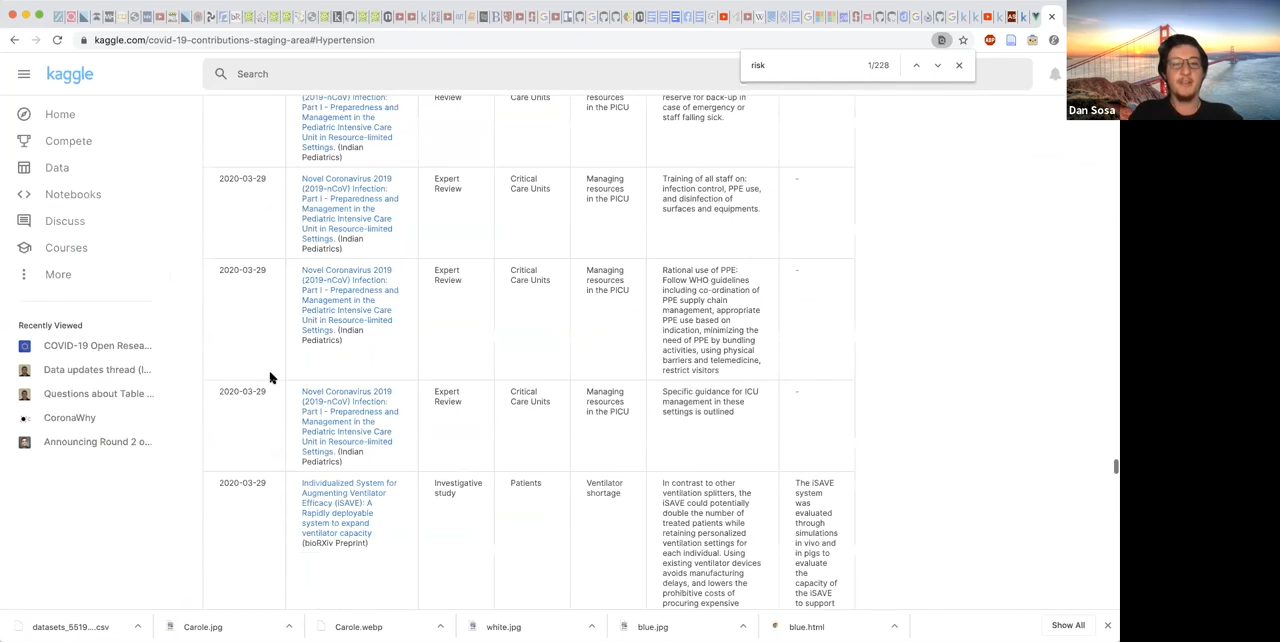 kaggle.com/covid-19-contributions-staging-area#Hypertension
risk
1/228
kaggle
Search
Dan Sosa
Home
Compete
Data
Notebooks
Discuss
Courses
More
Recently Viewed
COVID-19 Open Resea...
Data updates thread (I...
Questions about Table ...
CoronaWhy
Announcing Round 2 o...
(2019-nCoV) Infection:
Part I - Preparedness and
Management in the
Pediatric Intensive Care
Unit in Resource-limited
Settings. (Indian
Pediatrics)
Review
Care Units
resources
in the PICU
reserve for back-up in
case of emergency or
staff falling sick.
2020-03-29
Novel Coronavirus 2019
(2019-nCoV) Infection:
Part I - Preparedness and
Management in the
Pediatric Intensive Care
Unit in Resource-limited
Settings. (Indian
Pediatrics)
Expert
Review
Critical
Care Units
Managing
resources
in the PICU
Training of all staff on:
infection control, PPE use,
and disinfection of
surfaces and equipments.
-
2020-03-29
Novel Coronavirus 2019
(2019-nCoV) Infection:
Part I - Preparedness and
Management in the
Pediatric Intensive Care
Unit in Resource-limited
Settings. (Indian
Pediatrics)
Expert
Review
Critical
Care Units
Managing
resources
in the PICU
Rational use of PPE:
Follow WHO guidelines
including co-ordination of
PPE supply chain
management, appropriate
PPE use based on
indication, minimizing the
need of PPE by bundling
activities, using physical
barriers and telemedicine,
restrict visitors
-
2020-03-29
Novel Coronavirus 2019
(2019-nCoV) Infection:
Part I - Preparedness and
Management in the
Pediatric Intensive Care
Unit in Resource-limited
Settings. (Indian
Pediatrics)
Expert
Review
Critical
Care Units
Managing
resources
in the PICU
Specific guidance for ICU
management in these
settings is outlined
-
2020-03-29
Individualized System for
Augmenting Ventilator
Efficacy (iSAVE): A
Rapidly deployable
system to expand
ventilator capacity
(bioRXiv Preprint)
Investigative
study
Patients
Ventilator
shortage
In contrast to other
ventilation splitters, the
iSAVE could potentially
double the number of
treated patients while
retaining personalized
ventilation settings for
each individual. Using
existing ventilator devices
avoids manufacturing
delays, and lowers the
prohibitive costs of
procuring expensive
The iSAVE
system
was
evaluated
through
simulations
in vivo and
in pigs to
evaluate
the
capacity of
the iSAVE
to support
datasets_5519....csv
Carole.jpg
Carole.webp
white.jpg
blue.jpg
blue.html
Show All